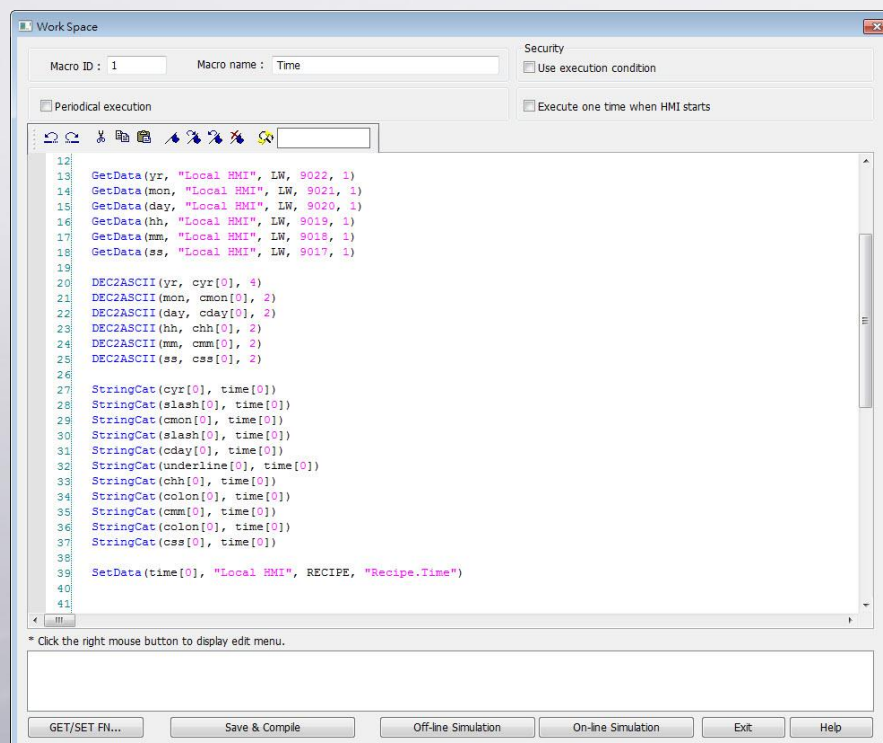 Work Space
Macro ID : 1 Macro name : Time
Security
Use execution condition
Periodical execution
Execute one time when HMI starts
12
13 GetData(yr, "Local HMI", LW, 9022, 1)
14 GetData(mon, "Local HMI", LW, 9021, 1)
15 GetData(day, "Local HMI", LW, 9020, 1)
16 GetData(hh, "Local HMI", LW, 9019, 1)
17 GetData(mm, "Local HMI", LW, 9018, 1)
18 GetData(ss, "Local HMI", LW, 9017, 1)
19
20 DEC2ASCII(yr, cyr[0], 4)
21 DEC2ASCII(mon, cmon[0], 2)
22 DEC2ASCII(day, cday[0], 2)
23 DEC2ASCII(hh, chh[0], 2)
24 DEC2ASCII(mm, cmm[0], 2)
25 DEC2ASCII(ss, css[0], 2)
26
27 StringCat(cyr[0], time[0])
28 StringCat(slash[0], time[0])
29 StringCat(cmon[0], time[0])
30 StringCat(slash[0], time[0])
31 StringCat(cday[0], time[0])
32 StringCat(underline[0], time[0])
33 StringCat(chh[0], time[0])
34 StringCat(colon[0], time[0])
35 StringCat(cmm[0], time[0])
36 StringCat(colon[0], time[0])
37 StringCat(css[0], time[0])
38
39 SetData(time[0], "Local HMI", RECIPE, "Recipe.Time")
40
41
* Click the right mouse button to display edit menu.
GET/SET FN... Save & Compile Off-line Simulation On-line Simulation Exit Help